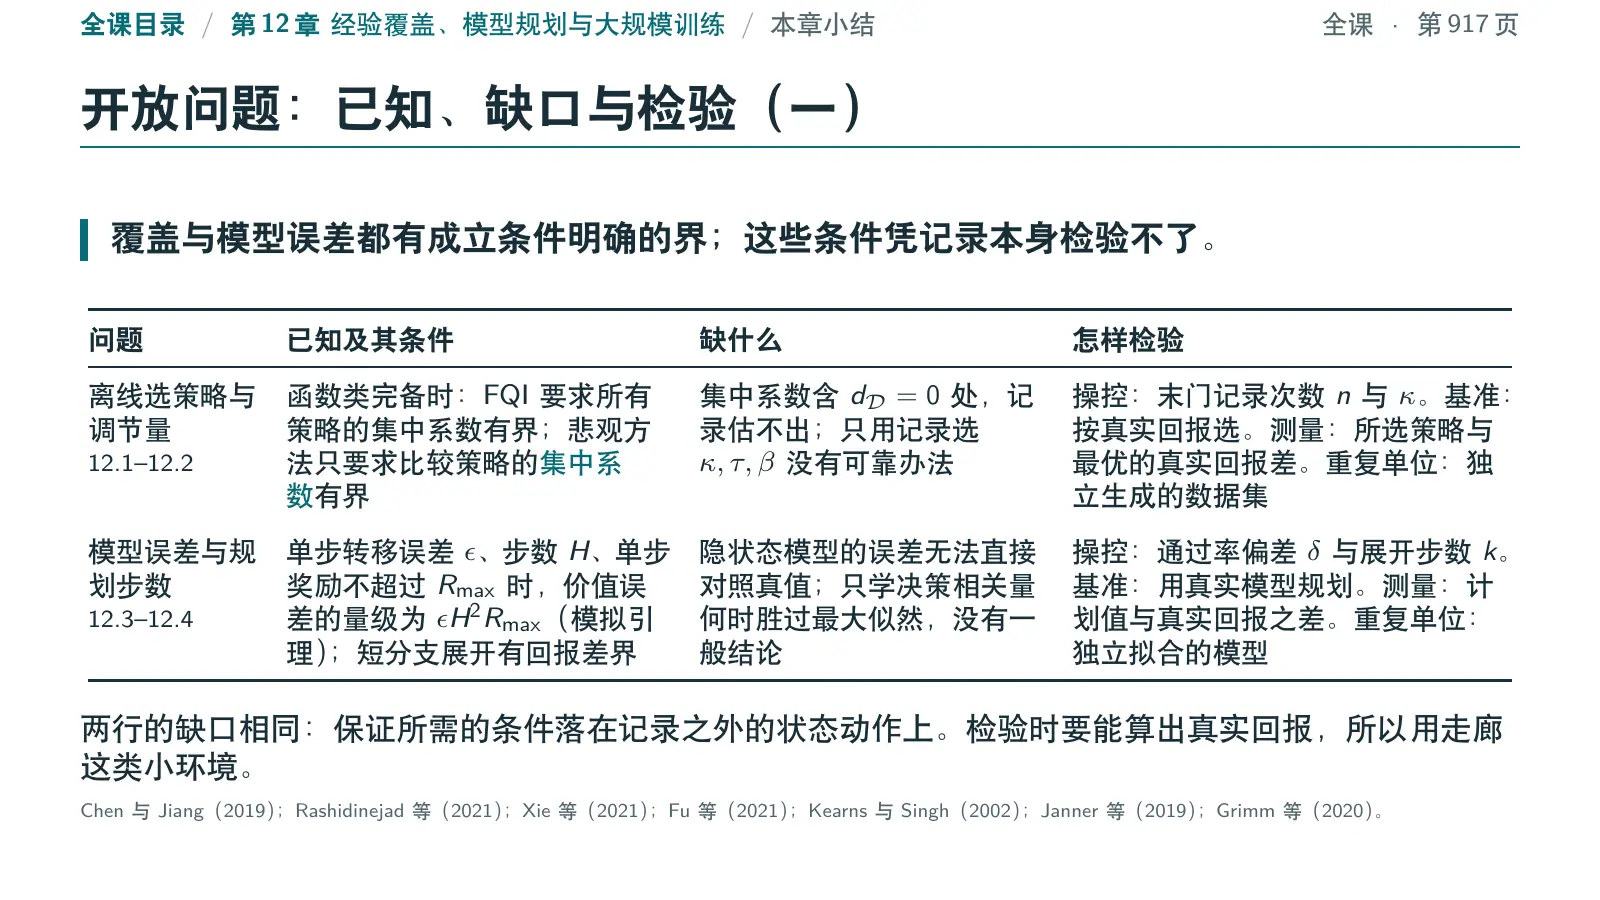 全课目录 / 第 12 章 经验覆盖、模型规划与大规模训练 / 本章小结
全课 · 第 917 页
开放问题：已知、缺口与检验（一）
覆盖与模型误差都有成立条件明确的界；这些条件凭记录本身检验不了。
问题 已知及其条件 缺什么 怎样检验
离线选策略与
调节量
12.1–12.2
函数类完备时：FQI 要求所有
策略的集中系数有界；悲观方
法只要求比较策略的集中系
数有界
集中系数含 d_𝒟 = 0 处，记
录估不出；只用记录选
κ, τ, β 没有可靠办法
操控：末门记录次数 n 与 κ。基准：
按真实回报选。测量：所选策略与
最优的真实回报差。重复单位：独
立生成的数据集
模型误差与规
划步数
12.3–12.4
单步转移误差 ϵ、步数 H、单步
奖励不超过 R_max 时，价值误
差的量级为 ϵH²R_max（模拟引
理）；短分支展开有回报差界
隐状态模型的误差无法直接
对照真值；只学决策相关量
何时胜过最大似然，没有一
般结论
操控：通过率偏差 δ 与展开步数 k。
基准：用真实模型规划。测量：计
划值与真实回报之差。重复单位：
独立拟合的模型
两行的缺口相同：保证所需的条件落在记录之外的状态动作上。检验时要能算出真实回报，所以用走廊
这类小环境。
Chen 与 Jiang（2019）；Rashidinejad 等（2021）；Xie 等（2021）；Fu 等（2021）；Kearns 与 Singh（2002）；Janner 等（2019）；Grimm 等（2020）。